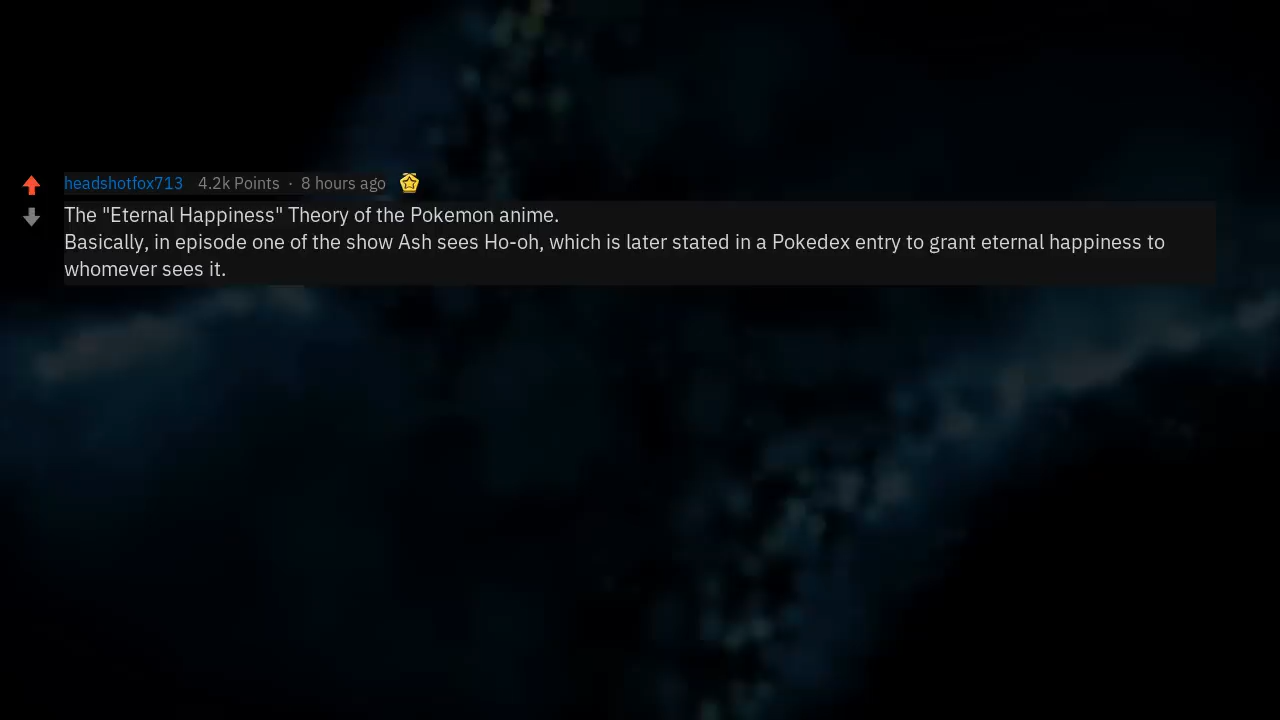 headshotfox713 4.2k Points · 8 hours ago
The "Eternal Happiness" Theory of the Pokemon anime.
Basically, in episode one of the show Ash sees Ho-oh, which is later stated in a Pokedex entry to grant eternal happiness to
whomever sees it.